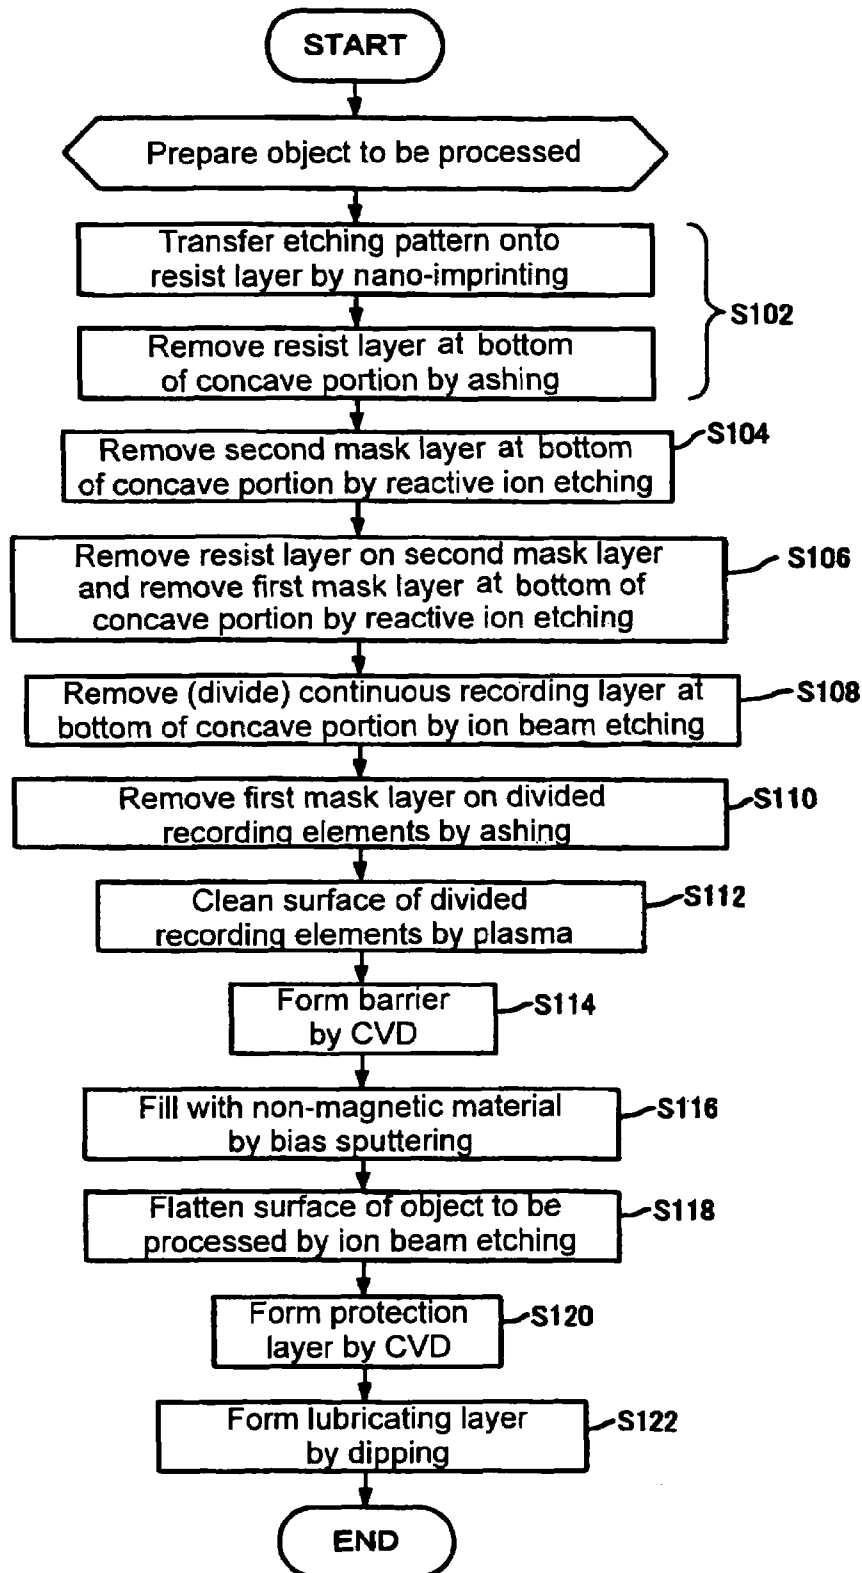 START
Prepare object to be processed
Transfer etching pattern onto
resist layer by nano-imprinting
S102
Remove resist layer at bottom
of concave portion by ashing
S104
Remove second mask layer at bottom
of concave portion by reactive ion etching
Remove resist layer on second mask layer
and remove first mask layer at bottom of
concave portion by reactive ion etching
S106
Remove (divide) continuous recording layer at
bottom of concave portion by ion beam etching
S108
Remove first mask layer on divided
recording elements by ashing
S110
Clean surface of divided
recording elements by plasma
S112
Form barrier
by CVD
S114
Fill with non-magnetic material
by bias sputtering
S116
Flatten surface of object to be
processed by ion beam etching
S118
Form protection
layer by CVD
S120
Form lubricating layer
by dipping
S122
END